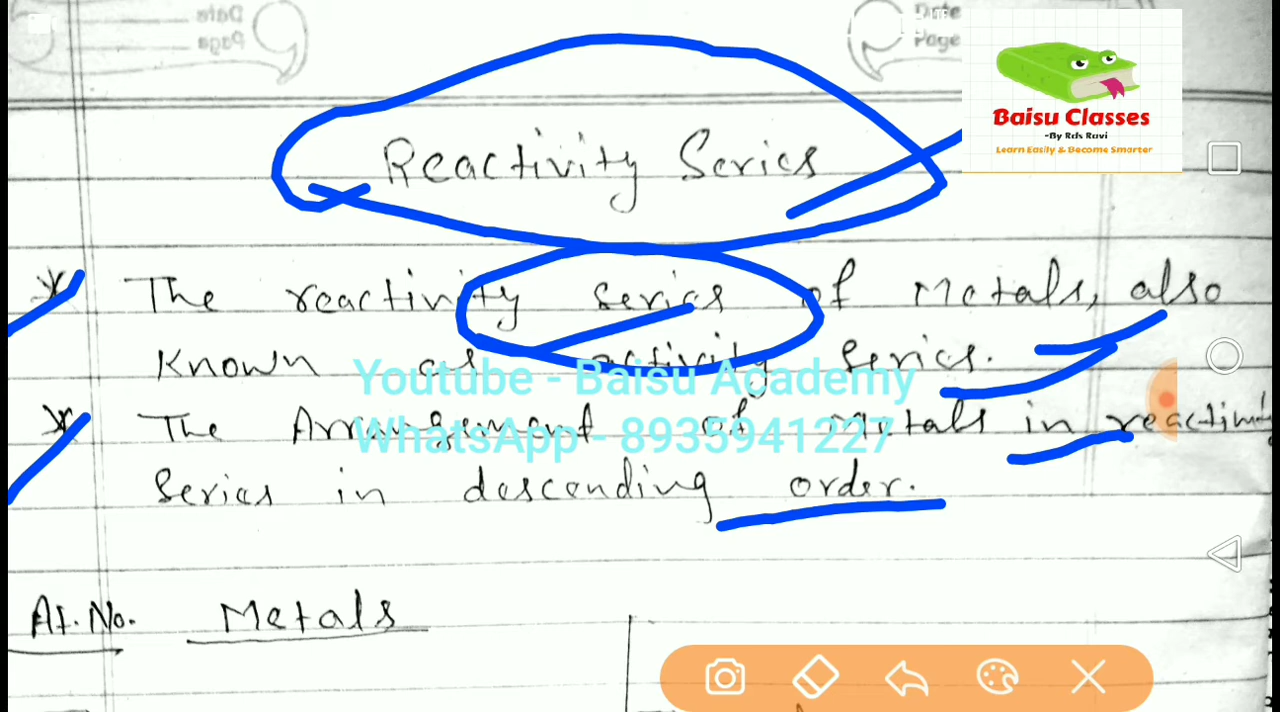 Date
Page
Baisu Classes
-By Rds Ravi
Learn Easily & Become Smarter
Reactivity Series
* The reactivity series of Metals, also
Known as activity series.
Youtube - Baisu Academy
* The Arrangement of metals in
WhatsApp - 8935941227
Series in descending order.
At. No. Metals